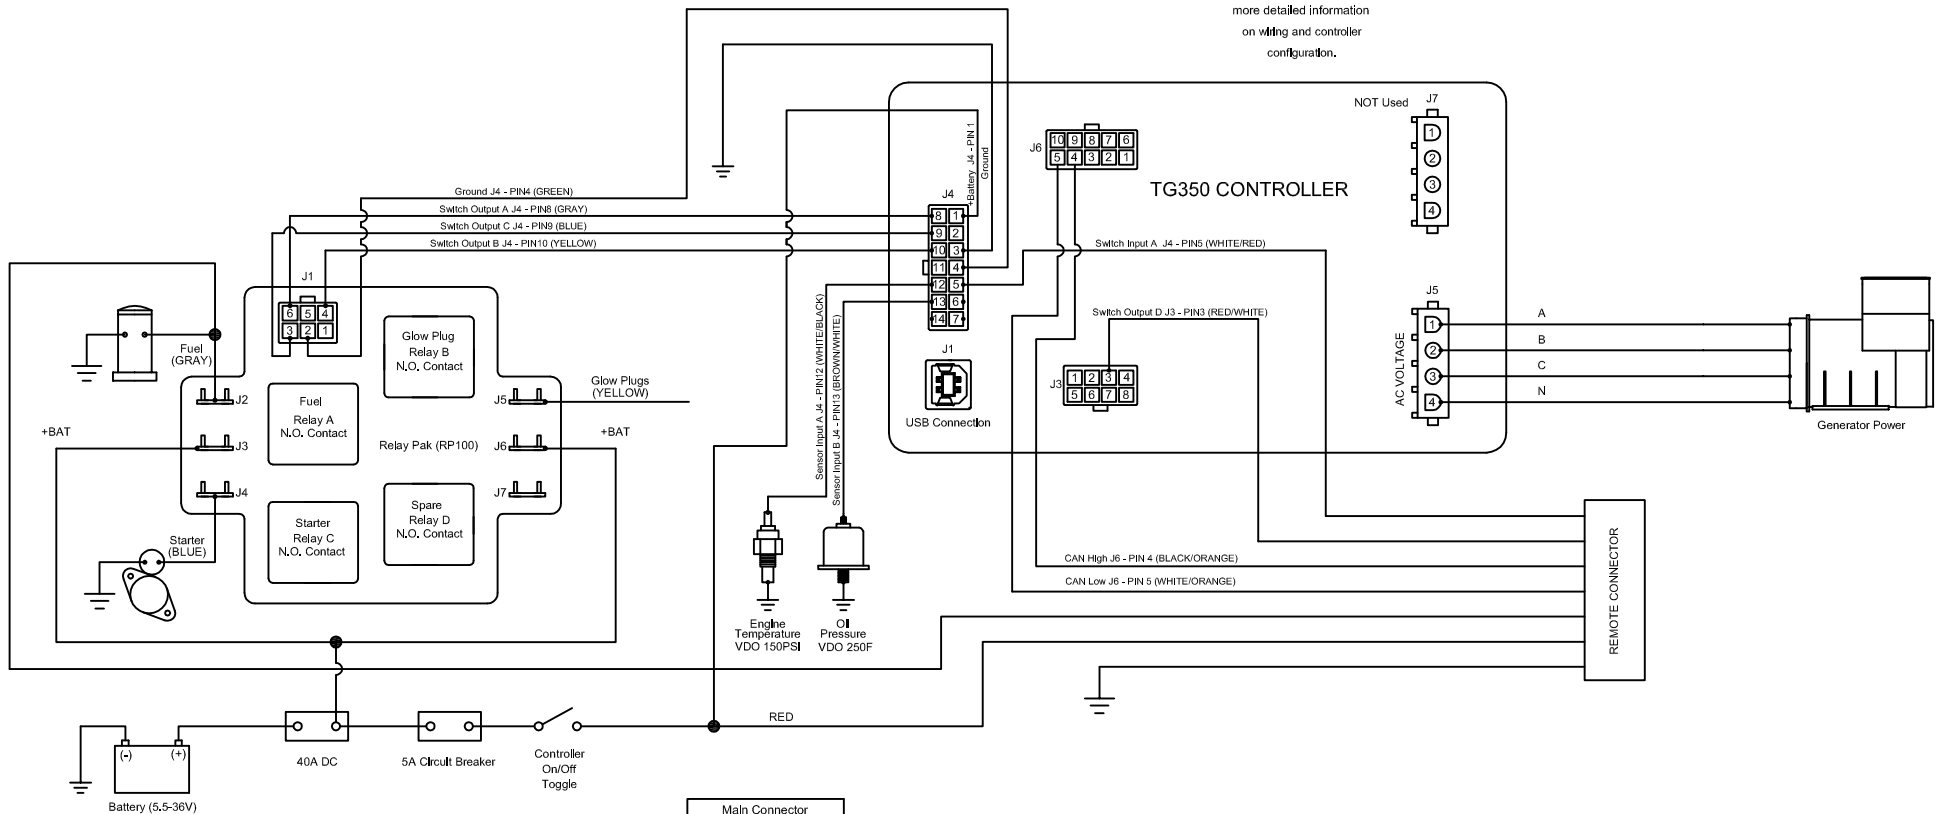 more detailed information
on wiring and controller
configuration.
NOT Used
J7
1
2
3
4
J6
10 9 8 7 6
5 4 3 2 1
TG350 CONTROLLER
+Battery J4 - PIN 1
Ground
Ground J4 - PIN4 (GREEN)
Switch Output A J4 - PIN8 (GRAY)
Switch Output C J4 - PIN9 (BLUE)
Switch Output B J4 - PIN10 (YELLOW)
J4
8 1
9 2
10 3
11 4
12 5
13 6
14 7
Switch Input A J4 - PIN5 (WHITE/RED)
J1
6 5 4
3 2 1
Sensor Input A J4 - PIN12 (WHITE/BLACK)
Sensor Input B J4 - PIN13 (BROWN/WHITE)
Switch Output D J3 - PIN3 (RED/WHITE)
J5
1
2
3
4
AC VOLTAGE
A
B
C
N
Generator Power
J1
USB Connection
J3
1 2 3 4
5 6 7 8
Fuel
(GRAY)
Glow Plug
Relay B
N.O. Contact
J2
Fuel
Relay A
N.O. Contact
J5
Glow Plugs
(YELLOW)
+BAT
J3
Relay Pak (RP100)
J6
+BAT
J4
J7
Starter
Relay C
N.O. Contact
Spare
Relay D
N.O. Contact
Starter
(BLUE)
CAN High J6 - PIN 4 (BLACK/ORANGE)
CAN Low J6 - PIN 5 (WHITE/ORANGE)
REMOTE CONNECTOR
Engine
Temperature
VDO 150PSI
Oil
Pressure
VDO 250F
RED
(-)
(+)
Battery (5.5-36V)
40A DC
5A Circuit Breaker
Controller
On/Off
Toggle
Main Connector